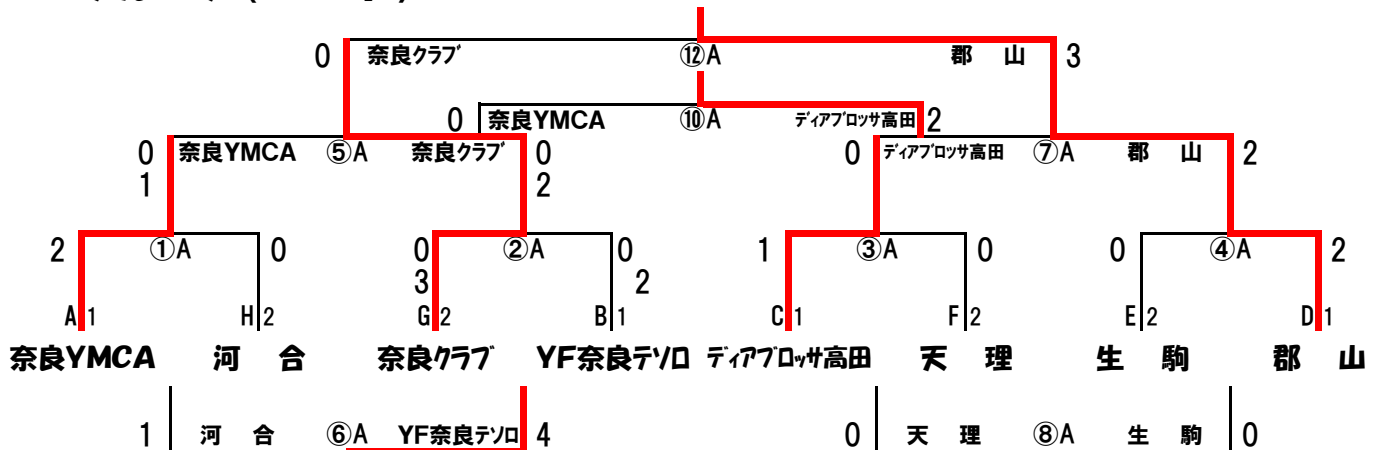 0 奈良クラブ ⑫A 郡 山 3
0 奈良YMCA ⑩A ディアブロッサ高田 2
0 奈良YMCA ⑤A 奈良クラブ 0 0 ディアブロッサ高田 ⑦A 郡 山 2
1 2
2 ①A 0 0 ②A 0 1 ③A 0 0 ④A 2
3 2
A 1 H 2 G 2 B 1 C 1 F 2 E 2 D 1
奈良YMCA 河 合 奈良クラブ YF奈良テソロ ディアブロッサ高田 天 理 生 駒 郡 山
1 河 合 ⑥A YF奈良テソロ 4 0 天 理 ⑧A 生 駒 0